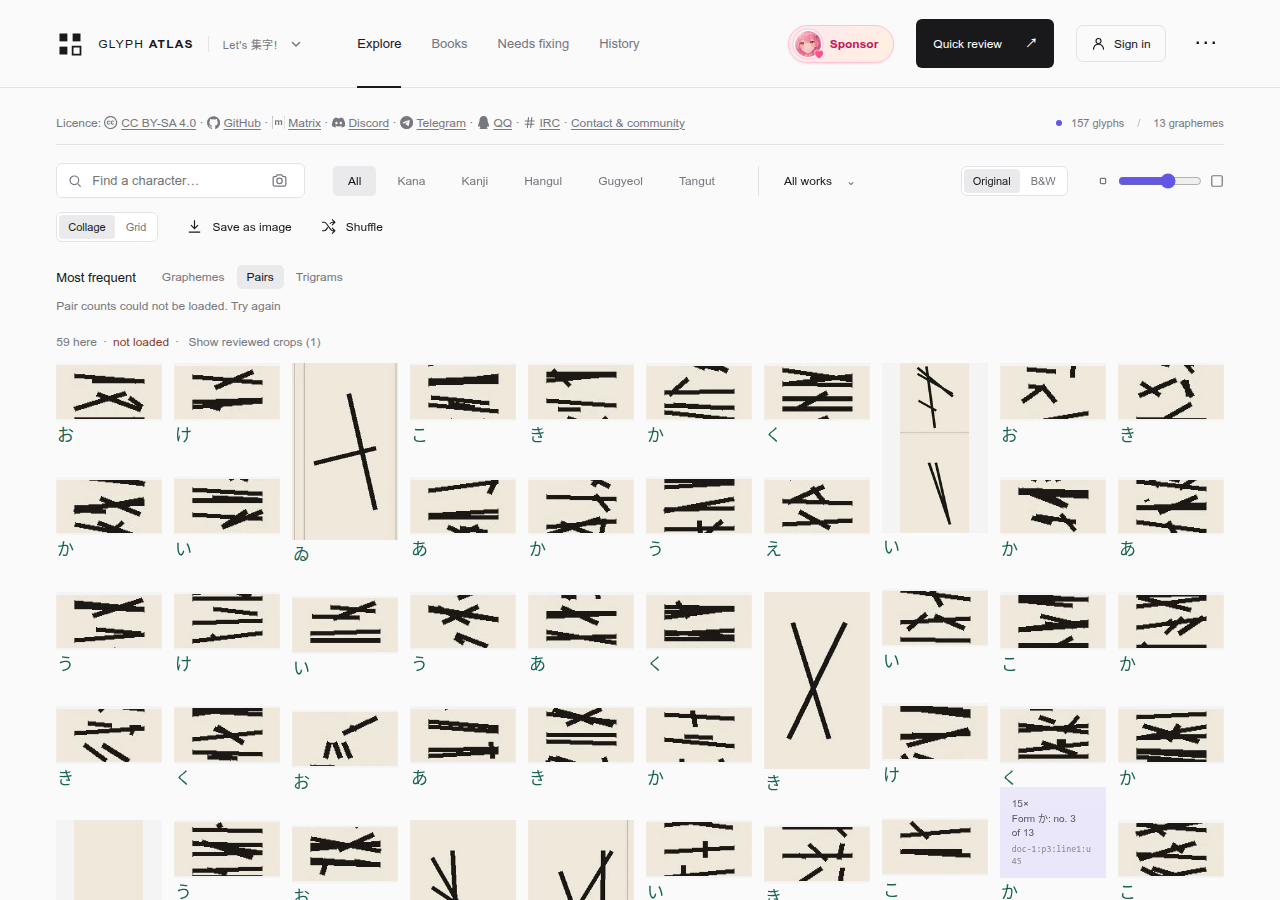 GLYPH ATLAS
Let's 集字!
Explore
Books
Needs fixing
History
Sponsor
Quick review
Sign in
Licence: CC BY-SA 4.0 · GitHub · Matrix · Discord · Telegram · QQ · IRC · Contact & community
157 glyphs / 13 graphemes
Find a character…
All
Kana
Kanji
Hangul
Gugyeol
Tangut
All works
Original
B&W
Collage
Grid
Save as image
Shuffle
Most frequent
Graphemes
Pairs
Trigrams
Pair counts could not be loaded. Try again
59 here · not loaded · Show reviewed crops (1)
お け こ き か く お き
か い ゐ あ か う え い か あ
う け い う あ く い こ か
き く お あ き か き け く か
15×
Form か: no. 3
of 13
doc-1:p3:line1:u
45
う お い き こ か こ